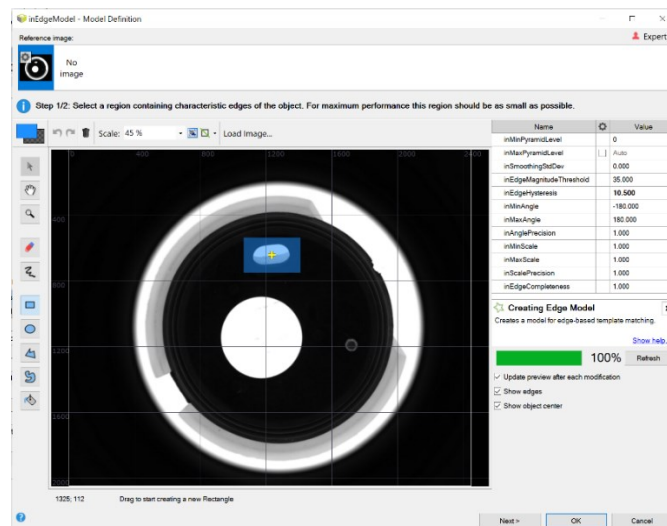 inEdgeModel - Model Definition
Reference image:
Expert
No
image
Step 1/2: Select a region containing characteristic edges of the object. For maximum performance this region should be as small as possible.
Scale: 45 %
Load Image...
0 400 800 1200 1600 2000 2400
400
800
1200
1600
2000
Name Value
inMinPyramidLevel 0
inMaxPyramidLevel Auto
inSmoothingStdDev 0.000
inEdgeMagnitudeThreshold 35.000
inEdgeHysteresis 10.500
inMinAngle -180.000
inMaxAngle 180.000
inAnglePrecision 1.000
inMinScale 1.000
inMaxScale 1.000
inScalePrecision 1.000
inEdgeCompleteness 1.000
Creating Edge Model
Creates a model for edge-based template matching.
Show help.
100% Refresh
Update preview after each modification
Show edges
Show object center
1325; 112 Drag to start creating a new Rectangle
Next > OK Cancel